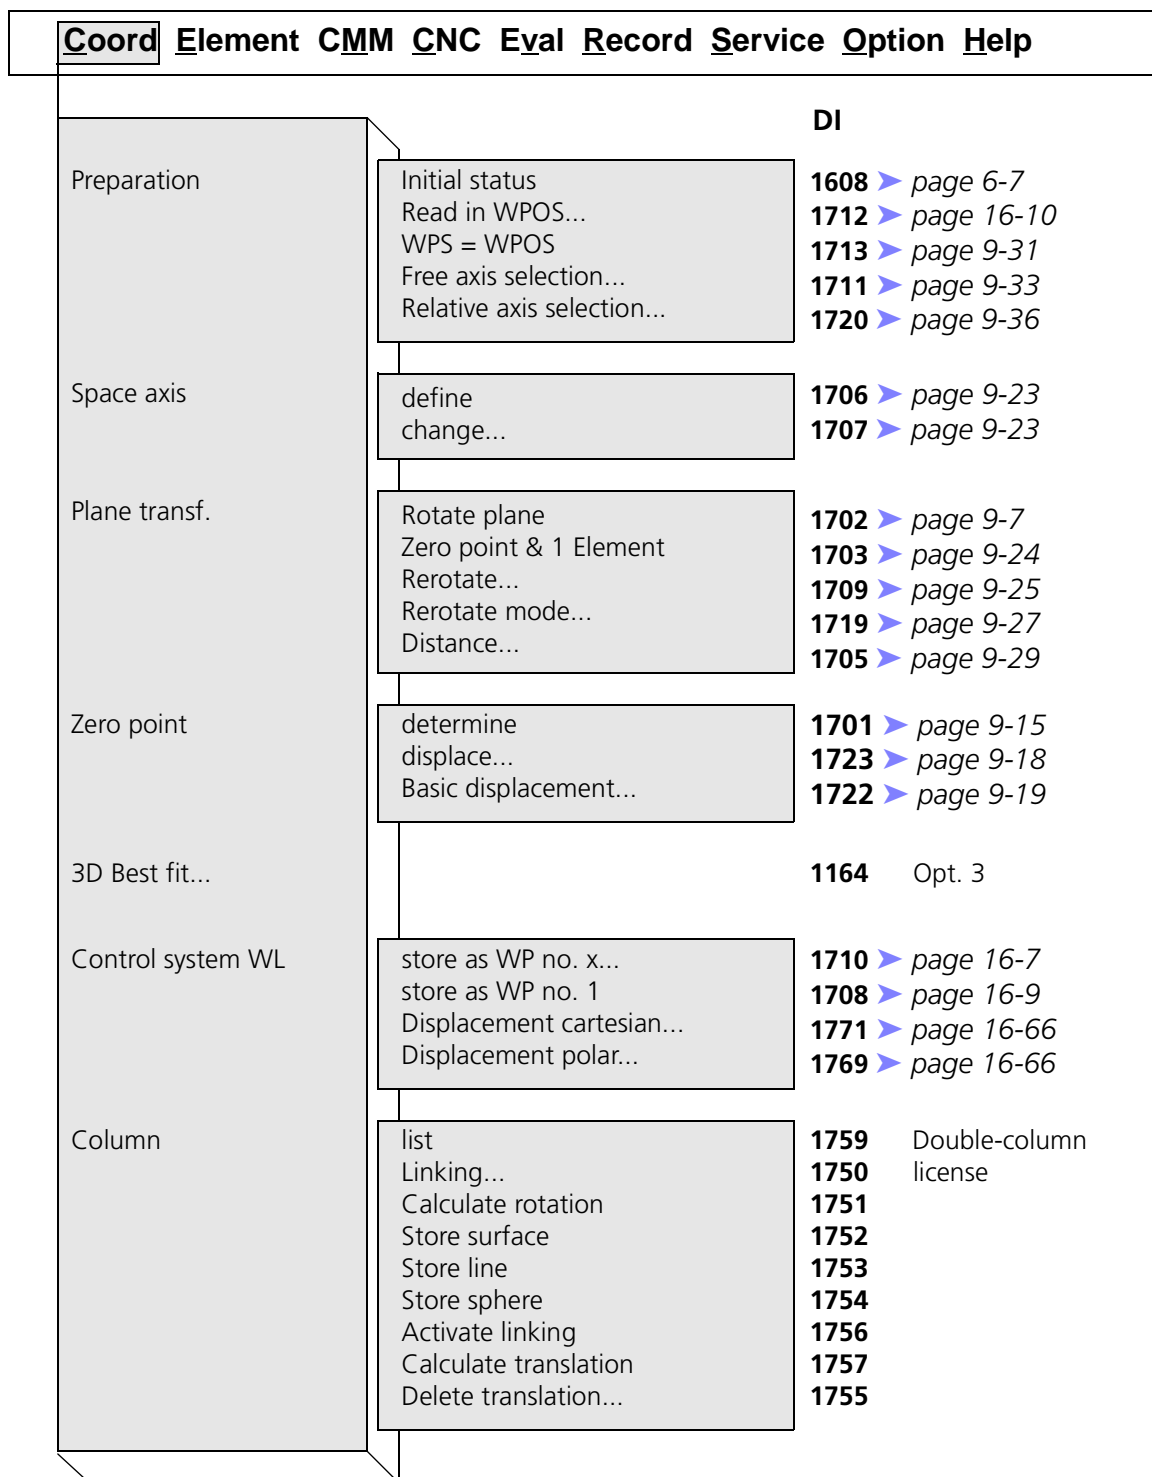 Coord Element CMM CNC Eval Record Service Option Help
DI
Preparation Initial status 1608 ➤ page 6-7
Read in WPOS... 1712 ➤ page 16-10
WPS = WPOS 1713 ➤ page 9-31
Free axis selection... 1711 ➤ page 9-33
Relative axis selection... 1720 ➤ page 9-36
Space axis define 1706 ➤ page 9-23
change... 1707 ➤ page 9-23
Plane transf. Rotate plane 1702 ➤ page 9-7
Zero point & 1 Element 1703 ➤ page 9-24
Rerotate... 1709 ➤ page 9-25
Rerotate mode... 1719 ➤ page 9-27
Distance... 1705 ➤ page 9-29
Zero point determine 1701 ➤ page 9-15
displace... 1723 ➤ page 9-18
Basic displacement... 1722 ➤ page 9-19
3D Best fit... 1164 Opt. 3
Control system WL store as WP no. x... 1710 ➤ page 16-7
store as WP no. 1 1708 ➤ page 16-9
Displacement cartesian... 1771 ➤ page 16-66
Displacement polar... 1769 ➤ page 16-66
Column list 1759 Double-column
Linking... 1750 license
Calculate rotation 1751
Store surface 1752
Store line 1753
Store sphere 1754
Activate linking 1756
Calculate translation 1757
Delete translation... 1755